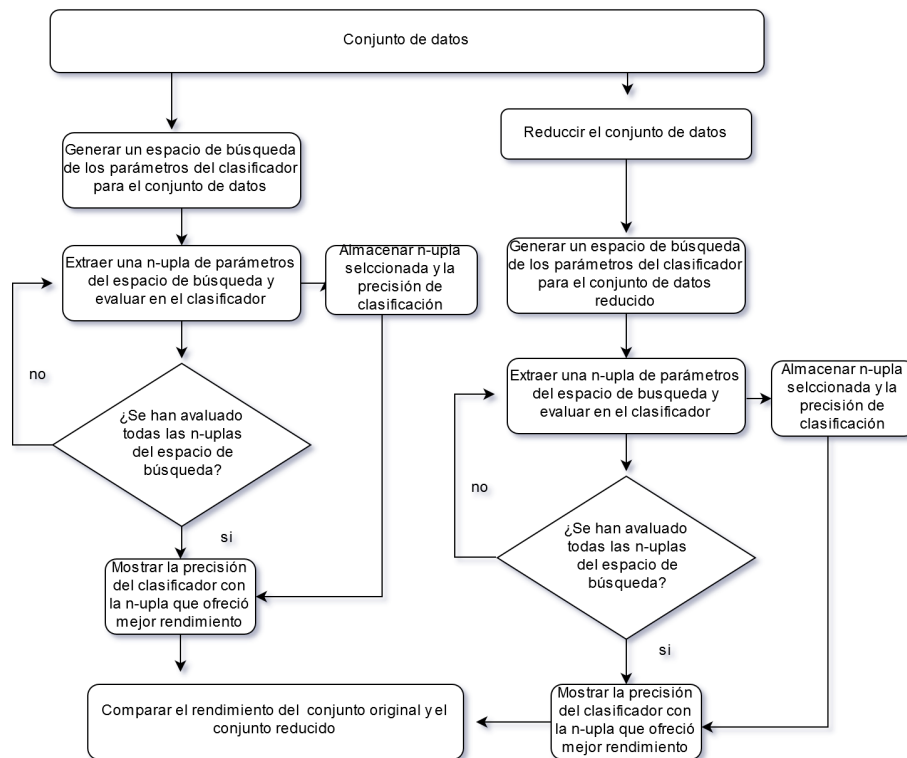 Conjunto de datos
Reduccir el conjunto de datos
Generar un espacio de búsqueda
de los parámetros del clasificador
para el conjunto de datos
Extraer una n-upla de parámetros
del espacio de búsqueda y
evaluar en el clasificador
Almacenar n-upla
selccionada y la
precisión de
clasificación
no
¿Se han avaluado
todas las n-uplas
del espacio de
búsqueda?
si
Mostrar la precisión
del clasificador con
la n-upla que ofreció
mejor rendimiento
Generar un espacio de búsqueda
de los parámetros del clasificador
para el conjunto de datos
reducido
Extraer una n-upla de parámetros
del espacio de busqueda y
evaluar en el clasificador
Almacenar n-upla
selccionada y la
precisión de
clasificación
no
¿Se han avaluado
todas las n-uplas
del espacio de
búsqueda?
si
Mostrar la precisión
del clasificador con
la n-upla que ofreció
mejor rendimiento
Comparar el rendimiento del conjunto original y el
conjunto reducido